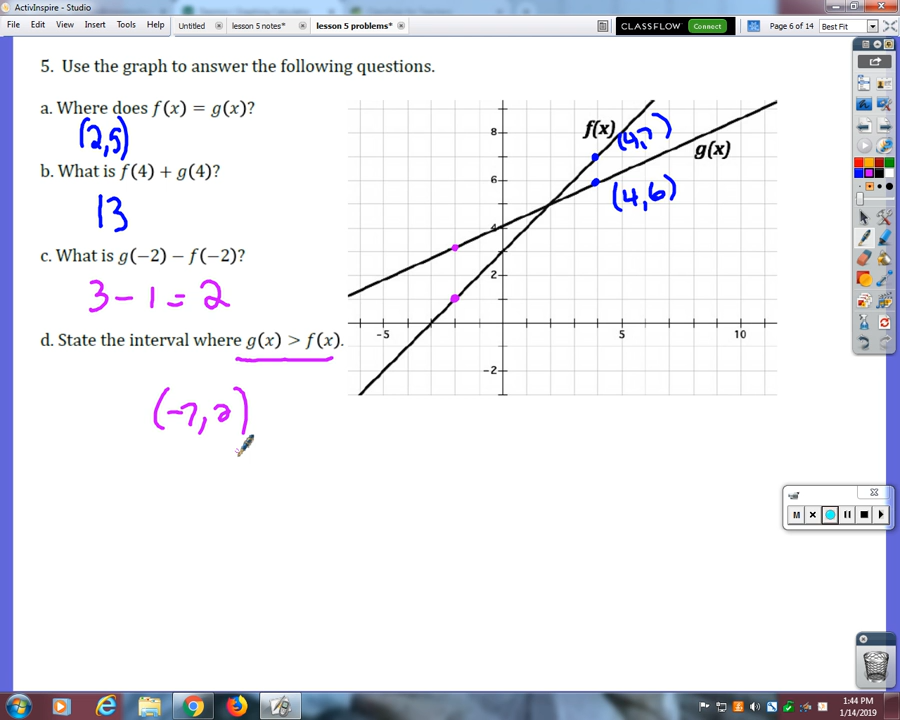 ActivInspire - Studio
File Edit View Insert Tools Help
Untitled
lesson 5 notes*
lesson 5 problems*
CLASSFLOW Connect
Page 6 of 14
Best Fit
5. Use the graph to answer the following questions.
a. Where does f(x) = g(x)?
(2,5)
b. What is f(4) + g(4)?
13
c. What is g(−2) − f(−2)?
3 − 1 = 2
d. State the interval where g(x) > f(x).
(-7, 2)
f(x)
(4,7)
g(x)
(4,6)
8
6
4
2
-2
-5
5
10
M
1:44 PM
1/14/2019